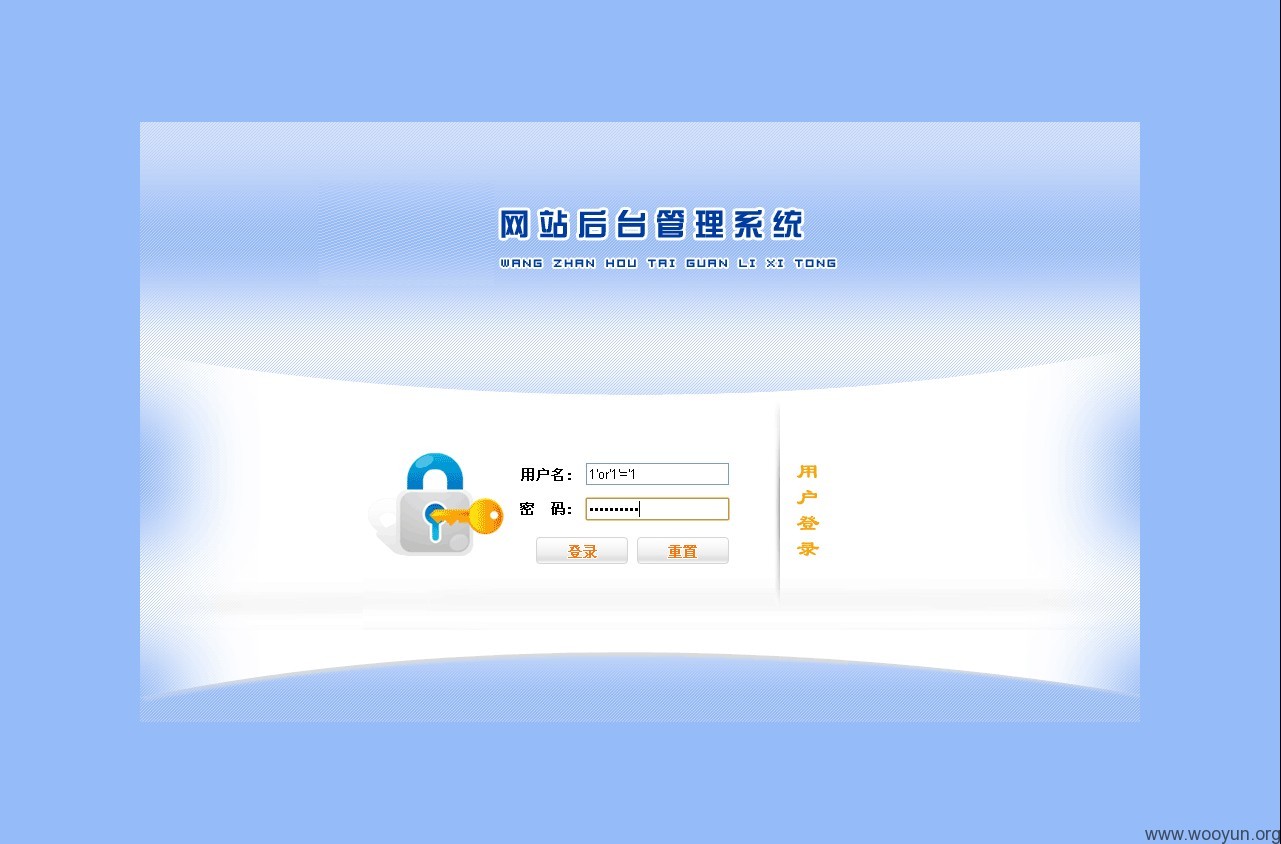 网站后台管理系统
WANG ZHAN HOU TAI GUAN LI XI TONG
用户名： 1'or'1'='1
密 码： ••••••••••
登录 重置
用户登录
www.wooyun.org